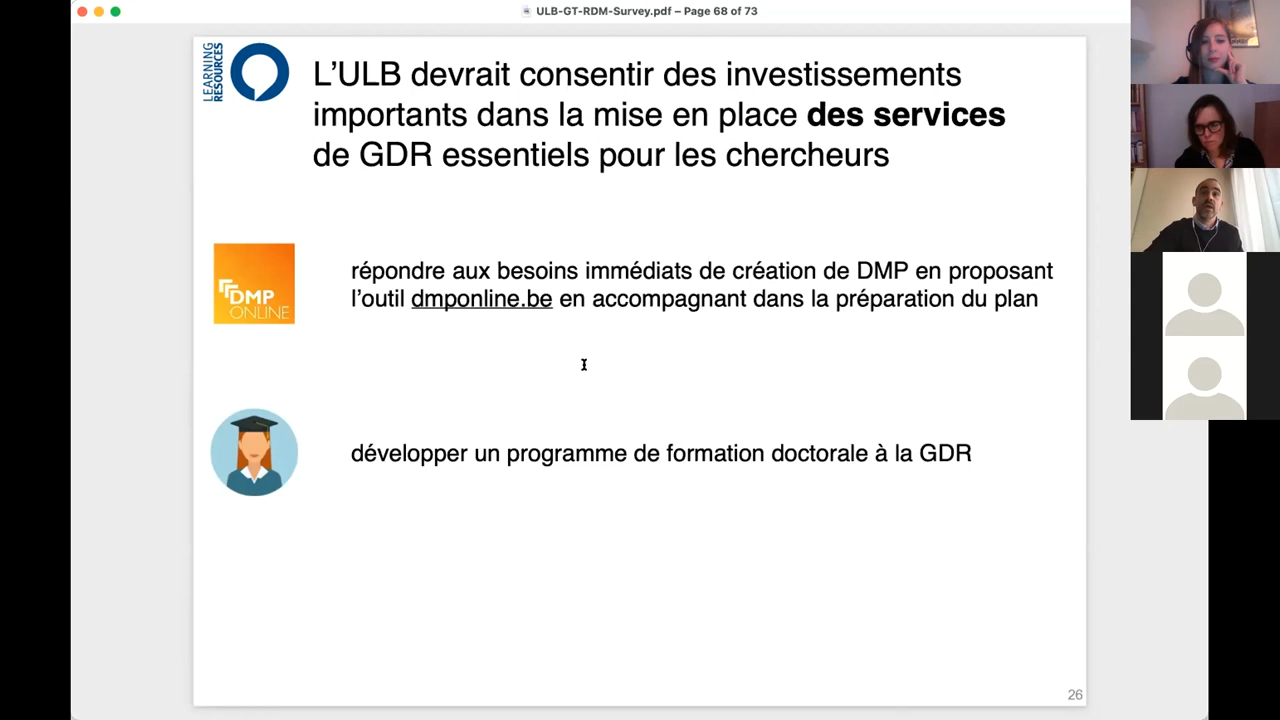 ULB-GT-RDM-Survey.pdf – Page 68 of 73
LEARNING
RESOURCES
L’ULB devrait consentir des investissements
importants dans la mise en place des services
de GDR essentiels pour les chercheurs
DMP
ONLINE
répondre aux besoins immédiats de création de DMP en proposant
l’outil dmponline.be en accompagnant dans la préparation du plan
développer un programme de formation doctorale à la GDR
26